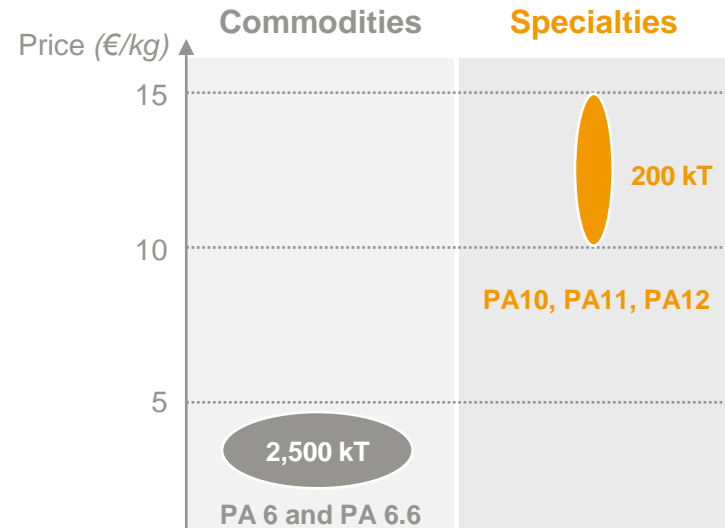 Commodities
Specialties
Price (€/kg)
15
200 kT
10
PA10, PA11, PA12
5
2,500 kT
PA 6 and PA 6.6